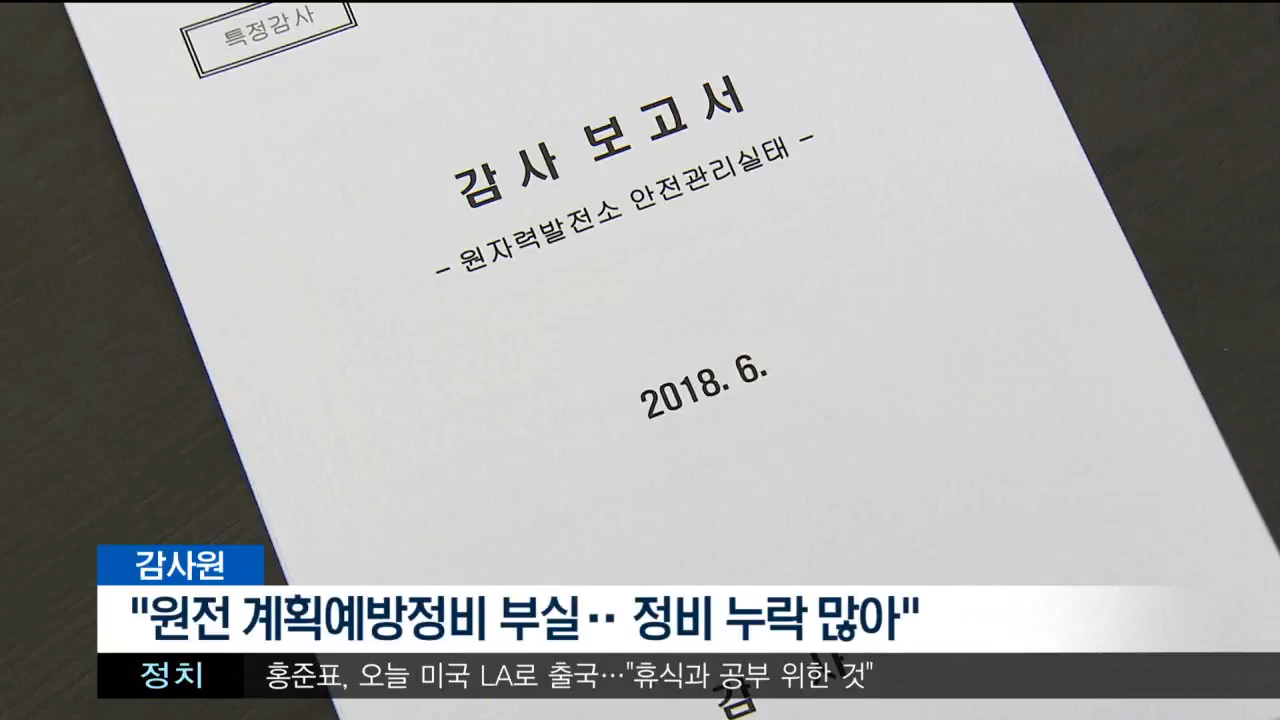 특정감사
감 사 보 고 서
- 원자력발전소 안전관리실태 -
2018. 6.
감사원
"원전 계획예방정비 부실‥ 정비 누락 많아"
정치 홍준표, 오늘 미국 LA로 출국…"휴식과 공부 위한 것"
감 사